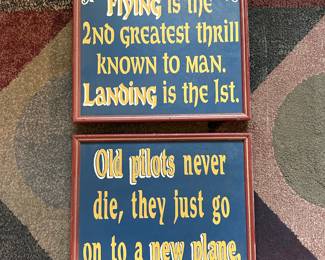 Flying is the
2nd greatest thrill
known to man.
Landing is the 1st.
Old pilots never
die, they just go
on to a new plane.